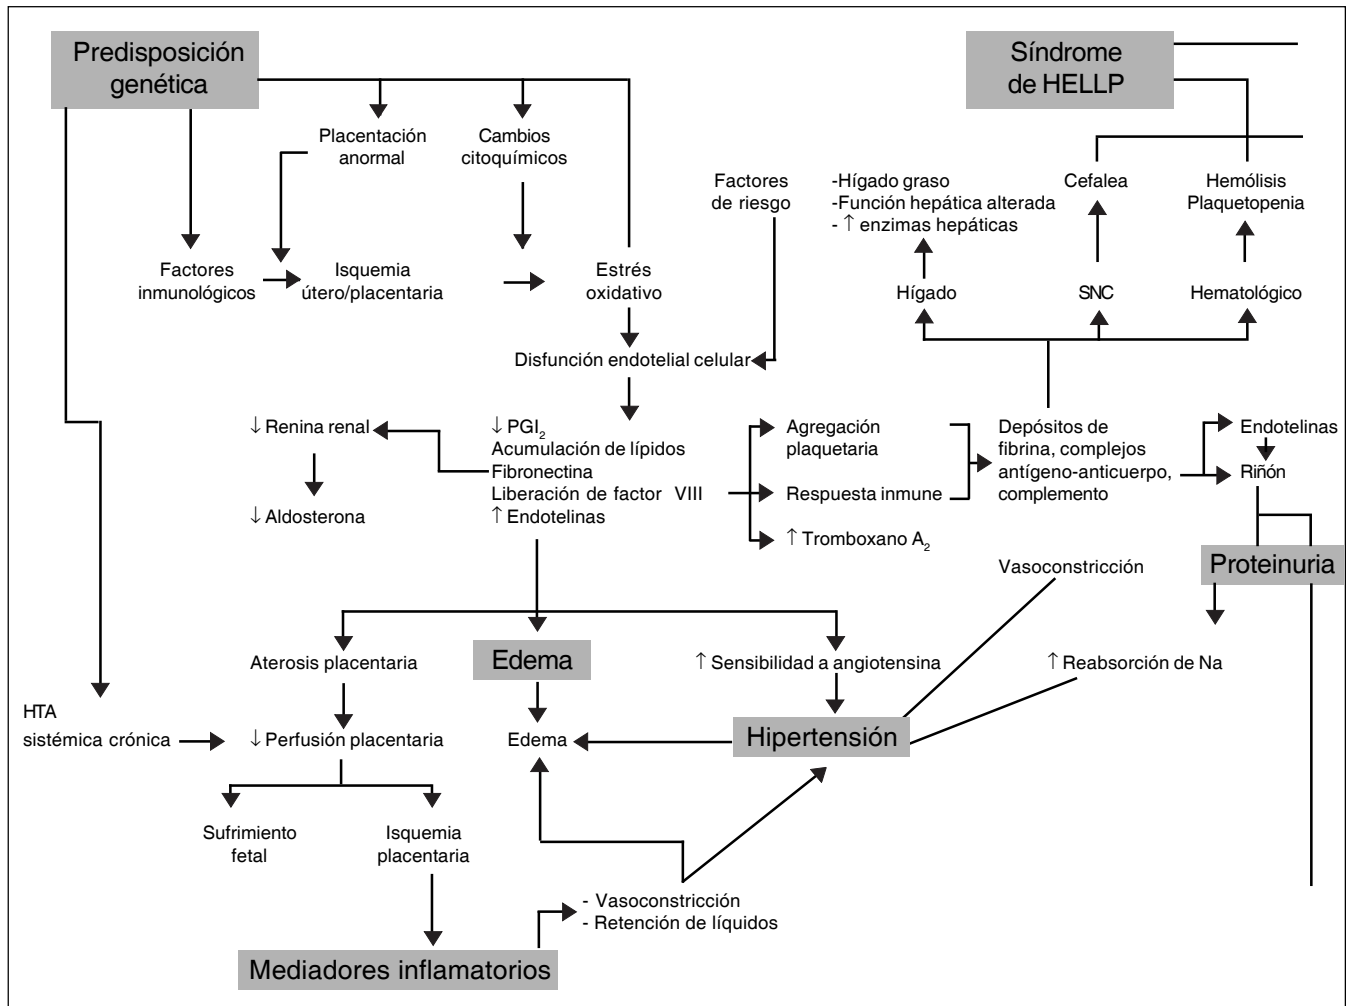 Predisposición
genética
Síndrome
de HELLP
Placentación
anormal
Cambios
citoquímicos
Factores
de riesgo
-Hígado graso
-Función hepática alterada
- ↑ enzimas hepáticas
Cefalea
Hemólisis
Plaquetopenia
Factores
inmunológicos
Isquemia
útero/placentaria
Estrés
oxidativo
Hígado
SNC
Hematológico
Disfunción endotelial celular
↓ Renina renal
↓ Aldosterona
↓ PGI₂
Acumulación de lípidos
Fibronectina
Liberación de factor VIII
↑ Endotelinas
Agregación
plaquetaria
Respuesta inmune
↑ Tromboxano A₂
Depósitos de
fibrina, complejos
antígeno-anticuerpo,
complemento
Endotelinas
Riñón
Vasoconstricción
Proteinuria
Aterosis placentaria
Edema
↑ Sensibilidad a angiotensina
↑ Reabsorción de Na
HTA
sistémica crónica
↓ Perfusión placentaria
Edema
Hipertensión
Sufrimiento
fetal
Isquemia
placentaria
- Vasoconstricción
- Retención de líquidos
Mediadores inflamatorios